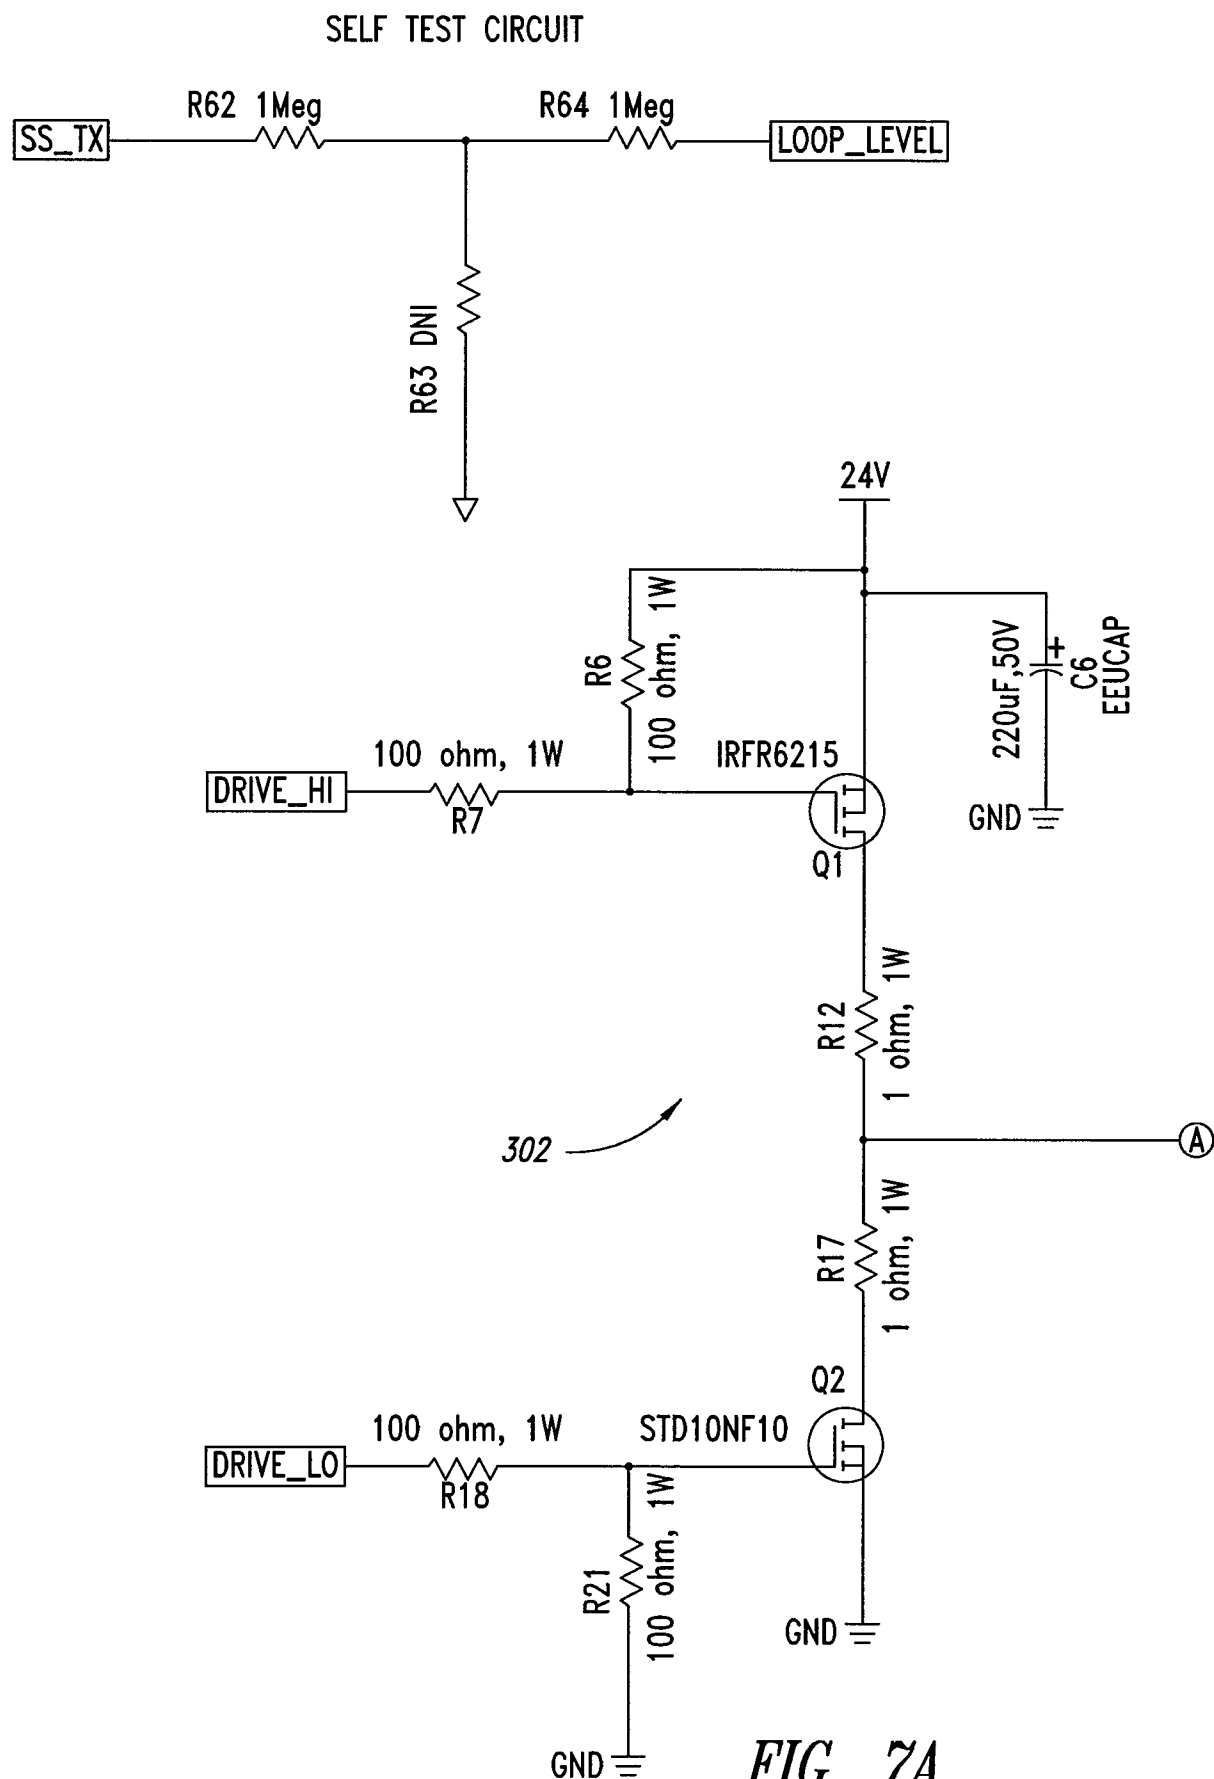 SELF TEST CIRCUIT
R62 1Meg
R64 1Meg
SS_TX
LOOP_LEVEL
R63 DNI
24V
R6
100 ohm, 1W
220uF,50V
+
C6
EEUCAP
100 ohm, 1W
IRFR6215
DRIVE_HI
R7
GND
Q1
R12
1 ohm, 1W
302
A
R17
1 ohm, 1W
Q2
100 ohm, 1W
STD10NF10
DRIVE_LO
R18
R21
100 ohm, 1W
GND
GND
FIG. 7A